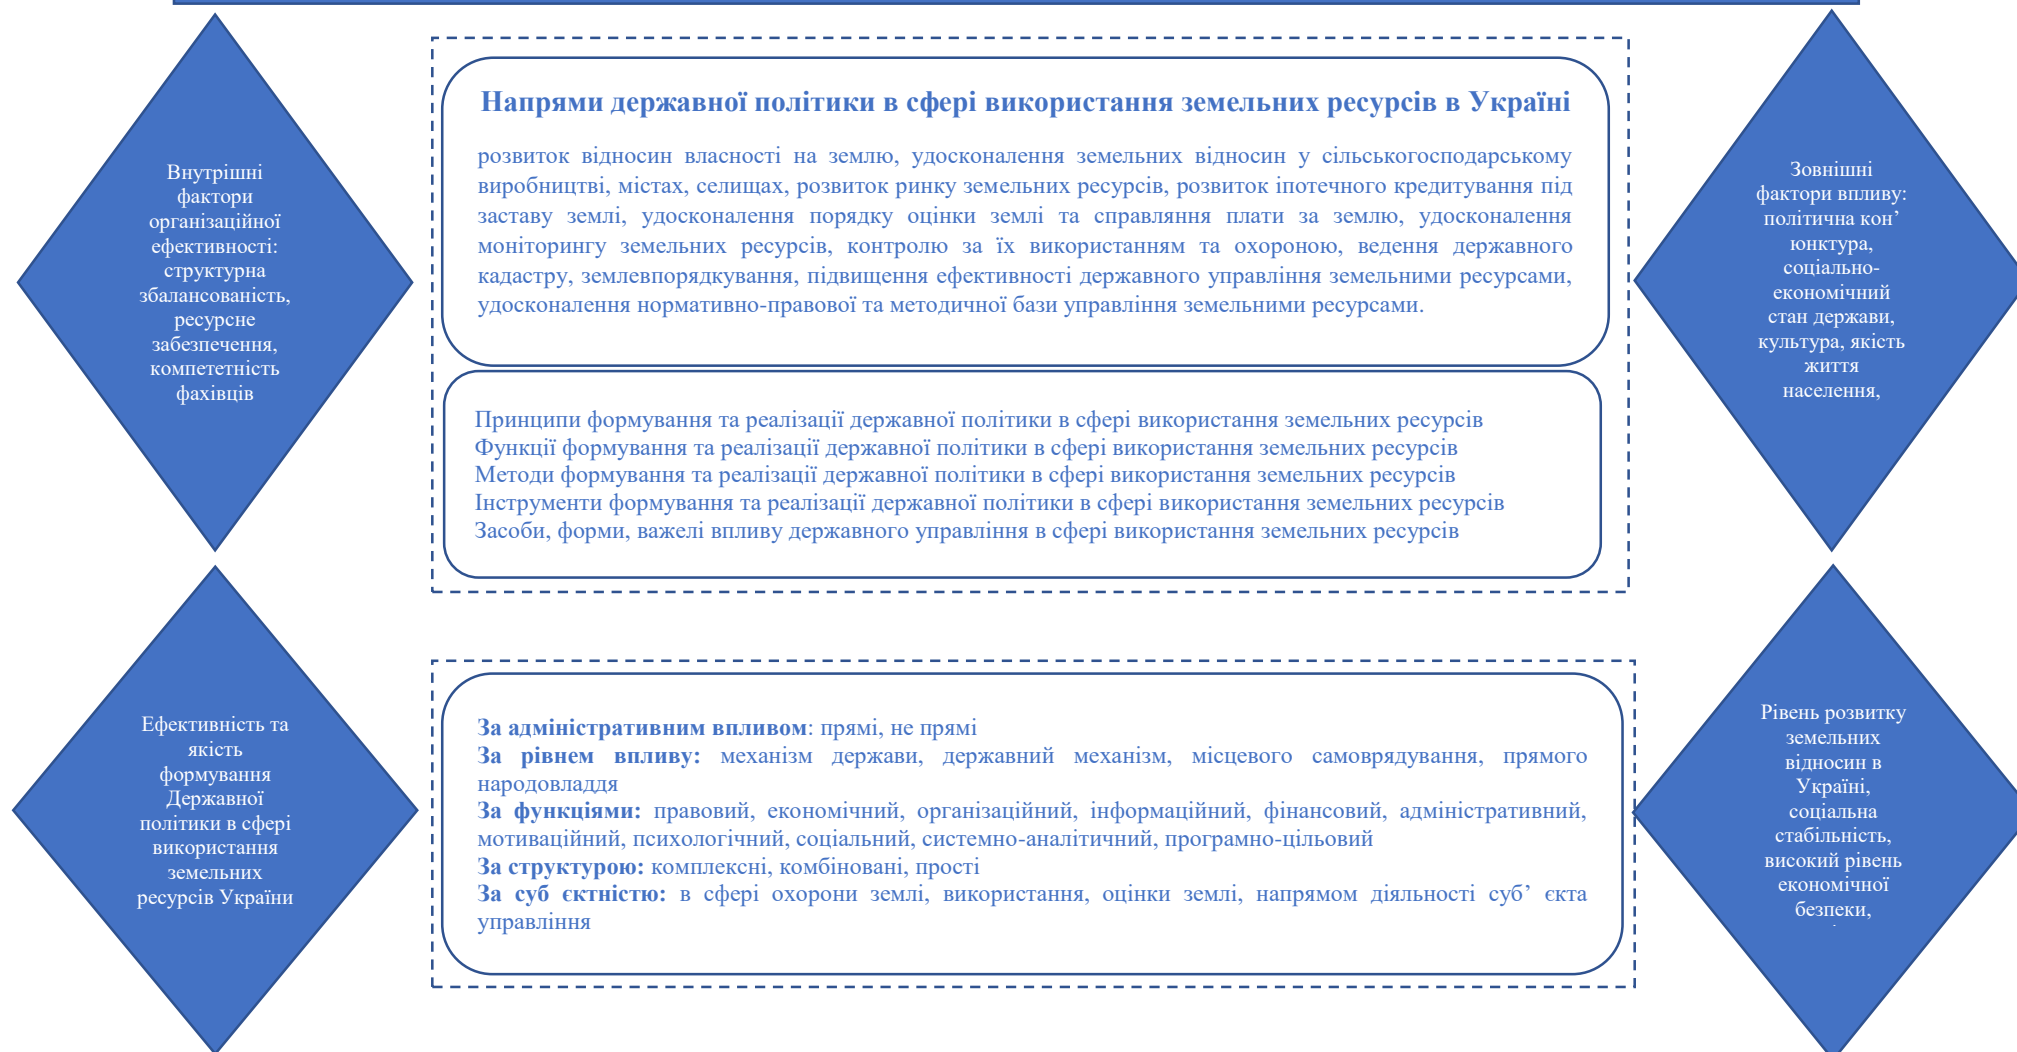 Внутрішні
фактори
організаційної
ефективності:
структурна
збалансованість,
ресурсне
забезпечення,
компететність
фахівців
Напрями державної політики в сфері використання земельних ресурсів в Україні
розвиток відносин власності на землю, удосконалення земельних відносин у сільськогосподарському
виробництві, містах, селищах, розвиток ринку земельних ресурсів, розвиток іпотечного кредитування під
заставу землі, удосконалення порядку оцінки землі та справляння плати за землю, удосконалення
моніторингу земельних ресурсів, контролю за їх використанням та охороною, ведення державного
кадастру, землевпорядкування, підвищення ефективності державного управління земельними ресурсами,
удосконалення нормативно-правової та методичної бази управління земельними ресурсами.
Принципи формування та реалізації державної політики в сфері використання земельних ресурсів
Функції формування та реалізації державної політики в сфері використання земельних ресурсів
Методи формування та реалізації державної політики в сфері використання земельних ресурсів
Інструменти формування та реалізації державної політики в сфері використання земельних ресурсів
Засоби, форми, важелі впливу державного управління в сфері використання земельних ресурсів
Зовнішні
фактори впливу:
політична кон’
юнктура,
соціально-
економічний
стан держави,
культура, якість
життя
населення,
Ефективність та
якість
формування
Державної
політики в сфері
використання
земельних
ресурсів України
За адміністративним впливом: прямі, не прямі
За рівнем впливу: механізм держави, державний механізм, місцевого самоврядування, прямого
народовладдя
За функціями: правовий, економічний, організаційний, інформаційний, фінансовий, адміністративний,
мотиваційний, психологічний, соціальний, системно-аналітичний, програмно-цільовий
За структурою: комплексні, комбіновані, прості
За суб єктністю: в сфері охорони землі, використання, оцінки землі, напрямом діяльності суб’ єкта
управління
Рівень розвитку
земельних
відносин в
Україні,
соціальна
стабільність,
високий рівень
економічної
безпеки,